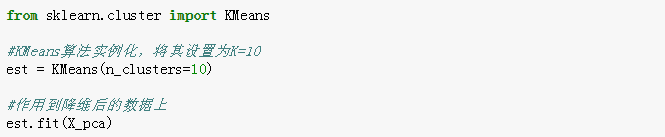 from sklearn.cluster import KMeans
#KMeans算法实例化，将其设置为K=10
est = KMeans(n_clusters=10)
#作用到降维后的数据上
est.fit(X_pca)